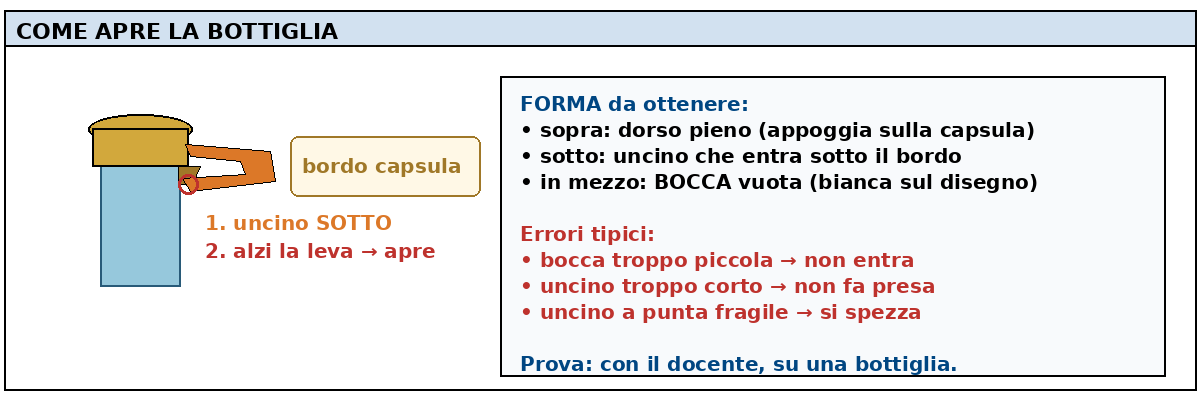 COME APRE LA BOTTIGLIA
bordo capsula
1. uncino SOTTO
2. alzi la leva → apre
FORMA da ottenere:
• sopra: dorso pieno (appoggia sulla capsula)
• sotto: uncino che entra sotto il bordo
• in mezzo: BOCCA vuota (bianca sul disegno)
Errori tipici:
• bocca troppo piccola → non entra
• uncino troppo corto → non fa presa
• uncino a punta fragile → si spezza
Prova: con il docente, su una bottiglia.